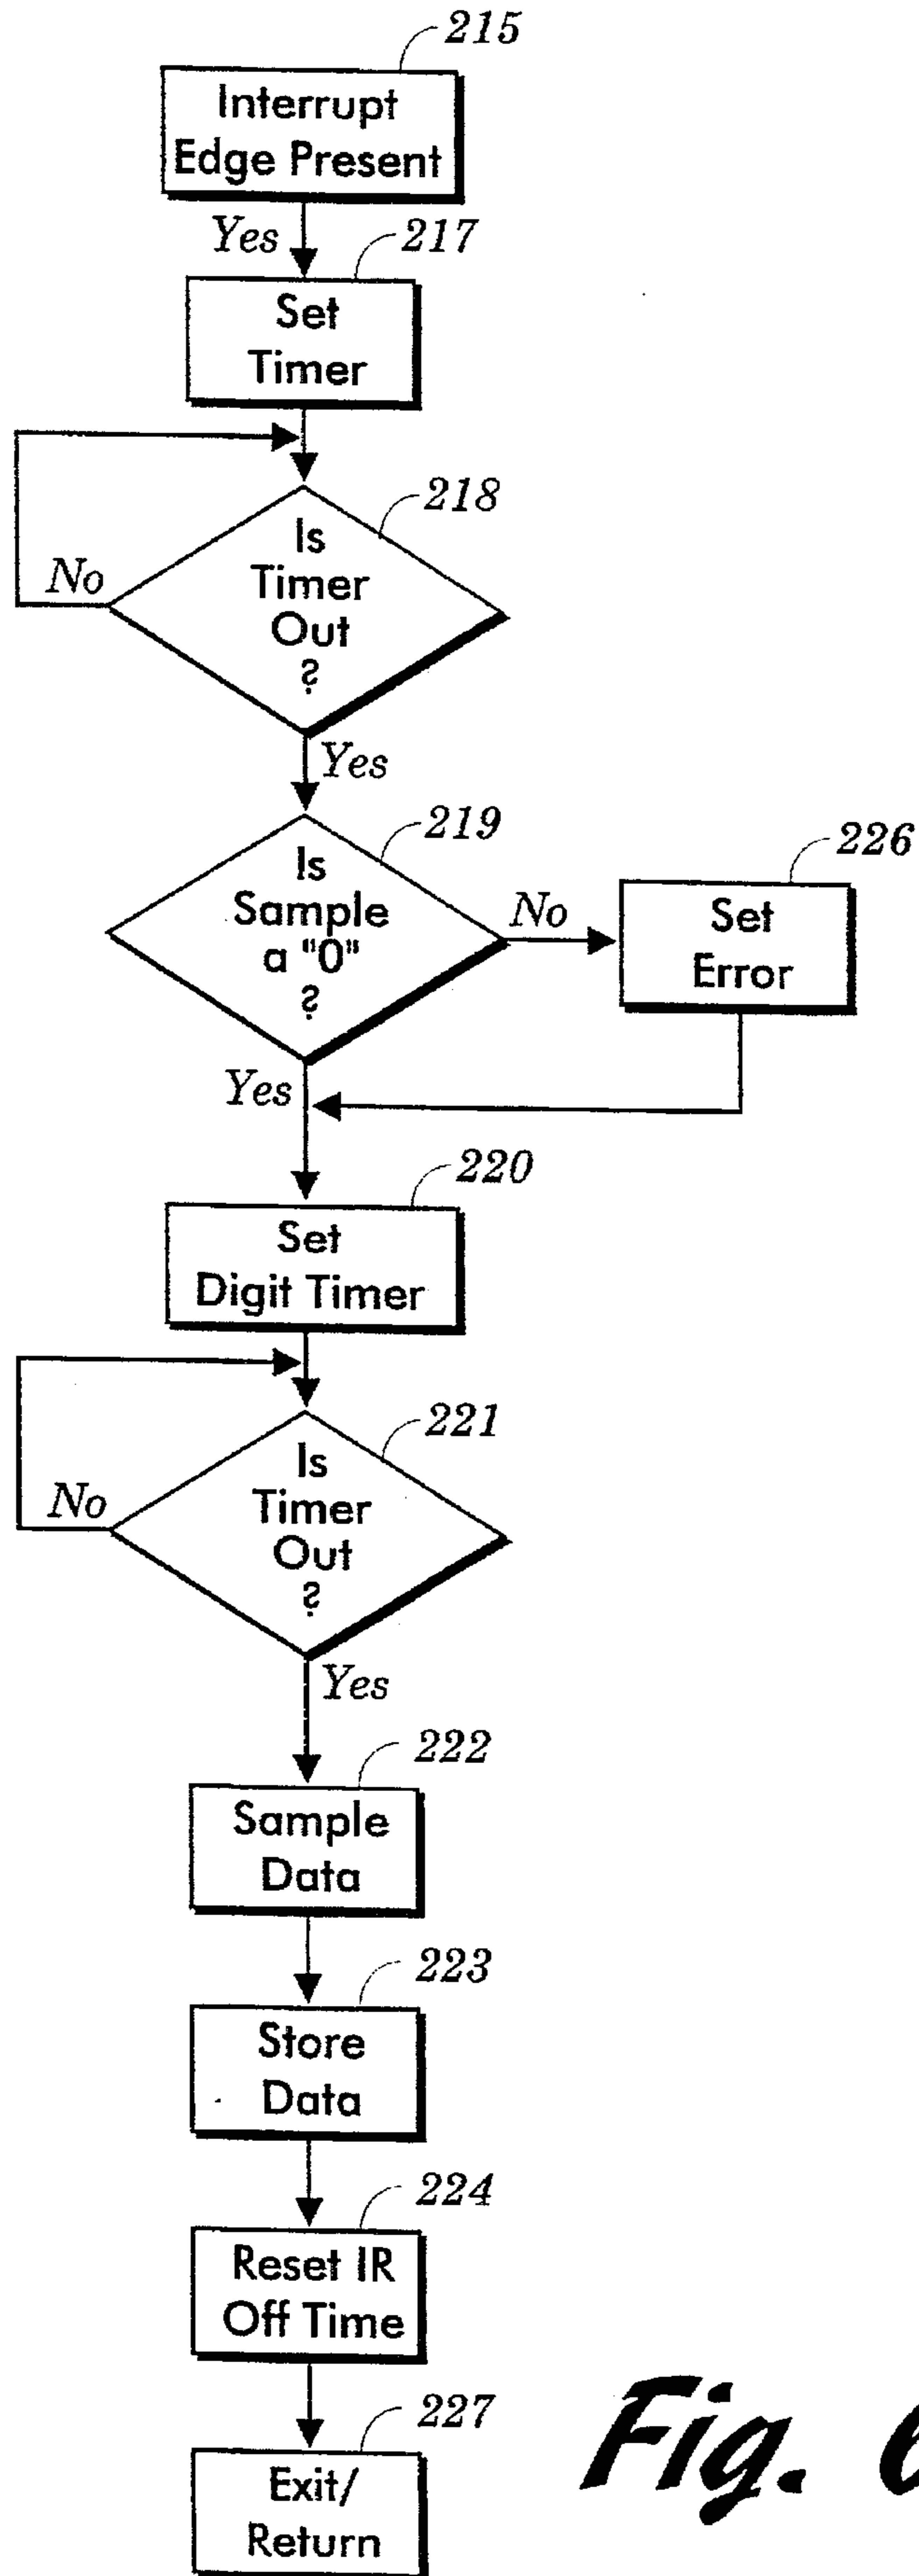 215
Interrupt
Edge Present
Yes
217
Set
Timer
218
Is
Timer
Out
?
No
Yes
219
Is
Sample
a "0"
?
No
226
Set
Error
Yes
220
Set
Digit Timer
221
Is
Timer
Out
?
No
Yes
222
Sample
Data
223
Store
Data
224
Reset IR
Off Time
227
Exit/
Return
Fig.